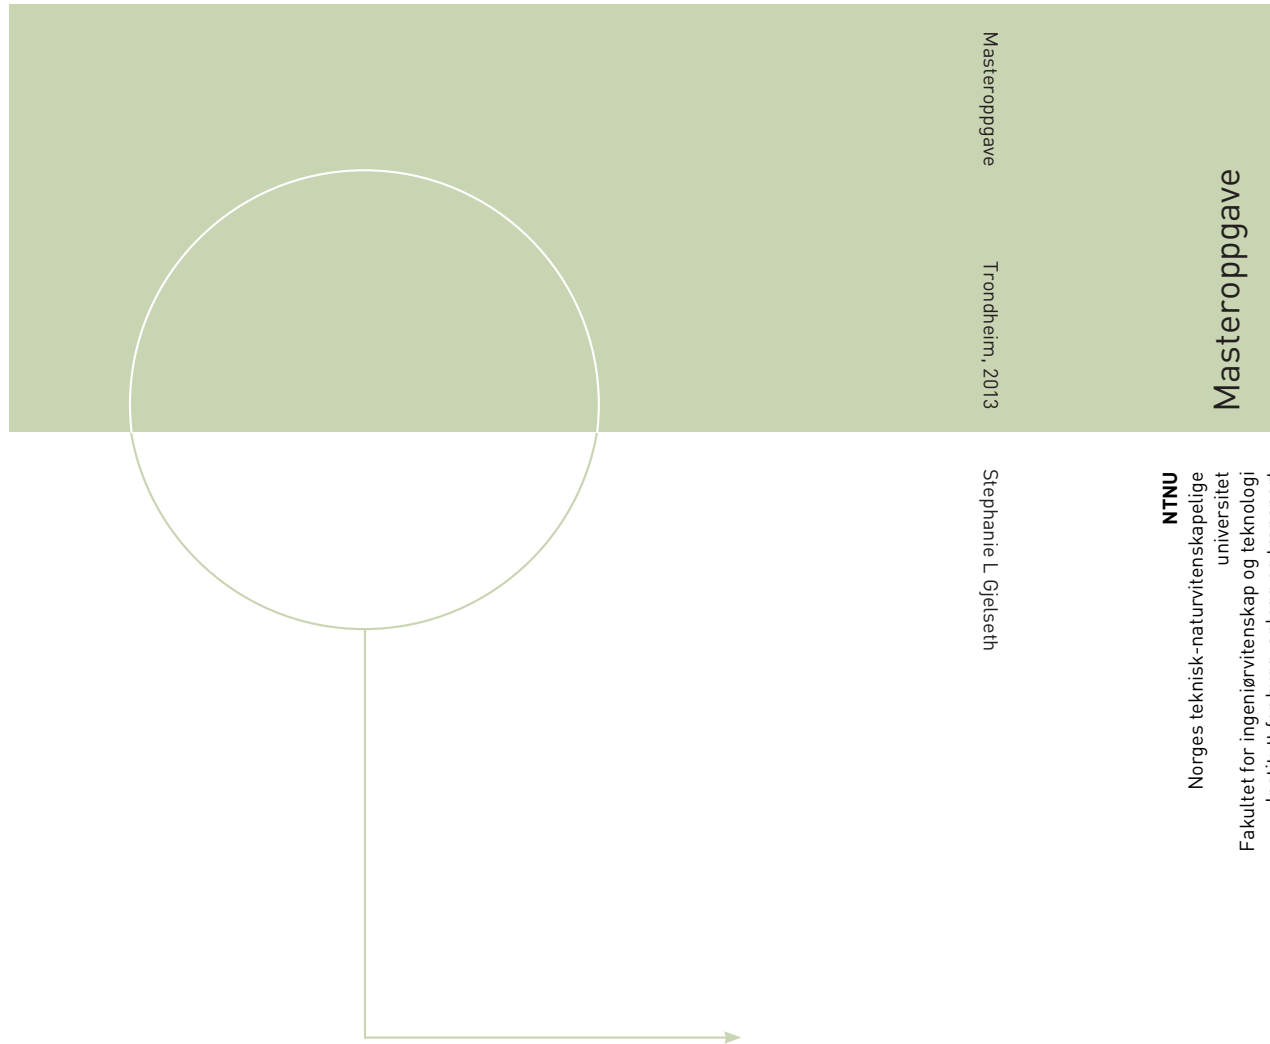 Masteroppgave
Trondheim, 2013
Stephanie L Gjelseth
Masteroppgave
NTNU
Norges teknisk-naturvitenskapelige
universitet
Fakultet for ingeniørvitenskap og teknologi